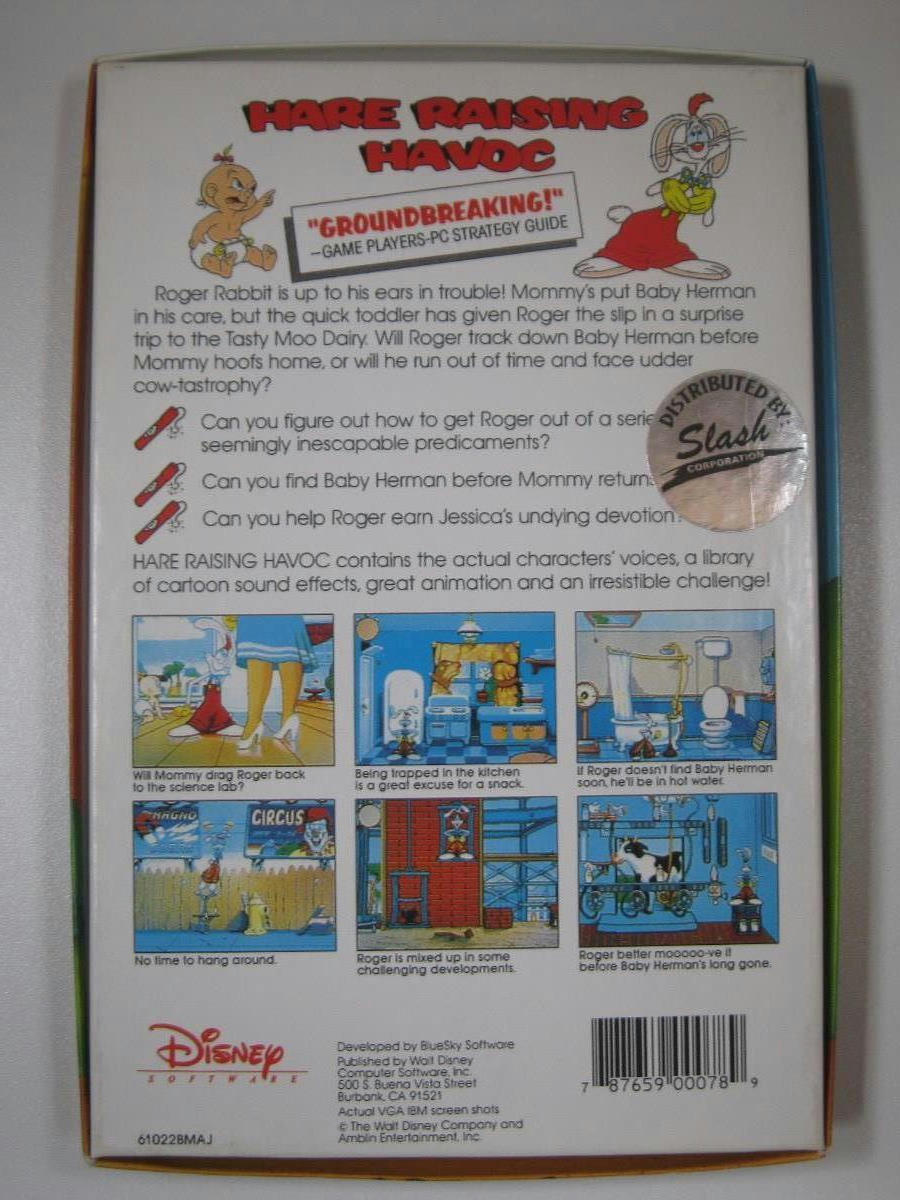 HARE RAISING
HAVOC
"GROUNDBREAKING!"
—GAME PLAYERS-PC STRATEGY GUIDE
Roger Rabbit is up to his ears in trouble! Mommy's put Baby Herman
in his care, but the quick toddler has given Roger the slip in a surprise
trip to the Tasty Moo Dairy. Will Roger track down Baby Herman before
Mommy hoofs home, or will he run out of time and face udder
cow-tastrophy?
Can you figure out how to get Roger out of a serie
seemingly inescapable predicaments?
Can you find Baby Herman before Mommy return
Can you help Roger earn Jessica's undying devotion
DISTRIBUTED BY:
Slash
CORPORATION
HARE RAISING HAVOC contains the actual characters' voices, a library
of cartoon sound effects, great animation and an irresistible challenge!
Will Mommy drag Roger back
to the science lab?
Being trapped in the kitchen
is a great excuse for a snack.
If Roger doesn't find Baby Herman
soon, he'll be in hot water.
CIRCUS
No time to hang around.
Roger is mixed up in some
challenging developments.
Roger better mooooo-ve it
before Baby Herman's long gone.
DISNEY
SOFTWARE
Developed by BlueSky Software
Published by Walt Disney
Computer Software, Inc.
500 S. Buena Vista Street
Burbank, CA 91521
Actual VGA IBM screen shots
© The Walt Disney Company and
Amblin Entertainment, Inc.
7 87659 00078 9
61022BMAJ